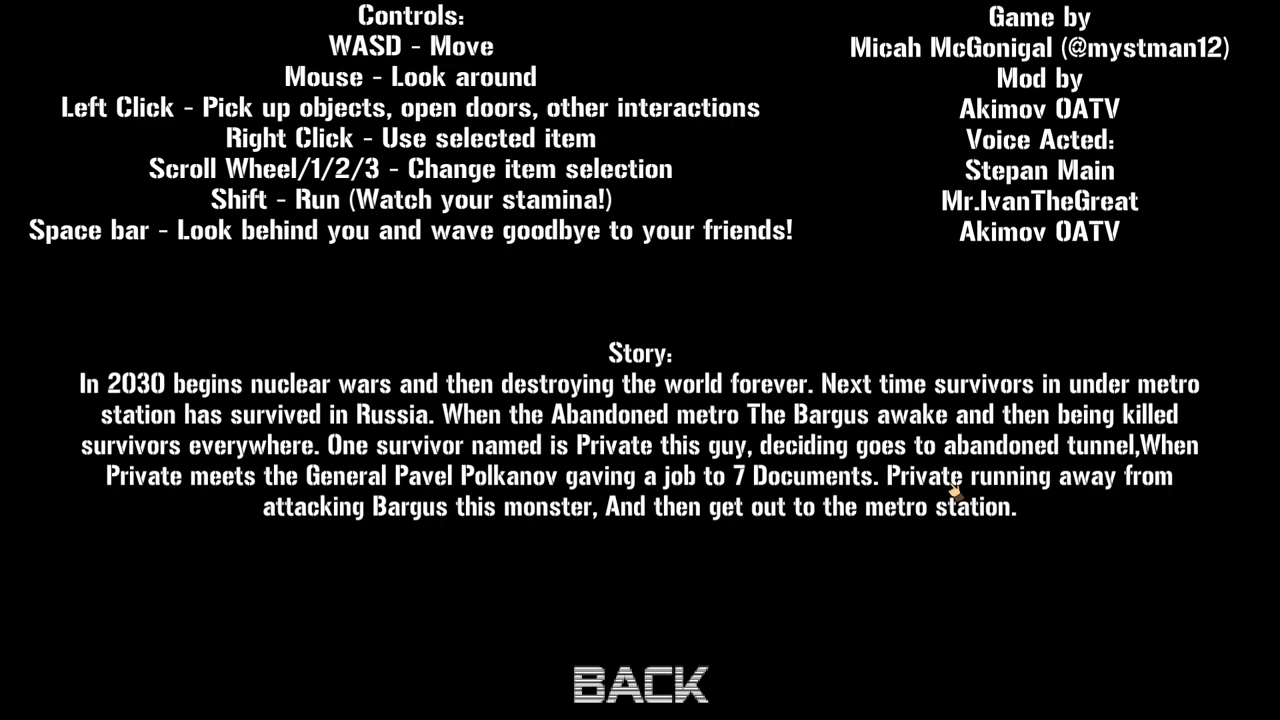 Controls:
WASD - Move
Mouse - Look around
Left Click - Pick up objects, open doors, other interactions
Right Click - Use selected item
Scroll Wheel/1/2/3 - Change item selection
Shift - Run (Watch your stamina!)
Space bar - Look behind you and wave goodbye to your friends!
Game by
Micah McGonigal (@mystman12)
Mod by
Akimov OATV
Voice Acted:
Stepan Main
Mr.IvanTheGreat
Akimov OATV
Story:
In 2030 begins nuclear wars and then destroying the world forever. Next time survivors in under metro
station has survived in Russia. When the Abandoned metro The Bargus awake and then being killed
survivors everywhere. One survivor named is Private this guy, deciding goes to abandoned tunnel,When
Private meets the General Pavel Polkanov gaving a job to 7 Documents. Private running away from
attacking Bargus this monster, And then get out to the metro station.
BACK